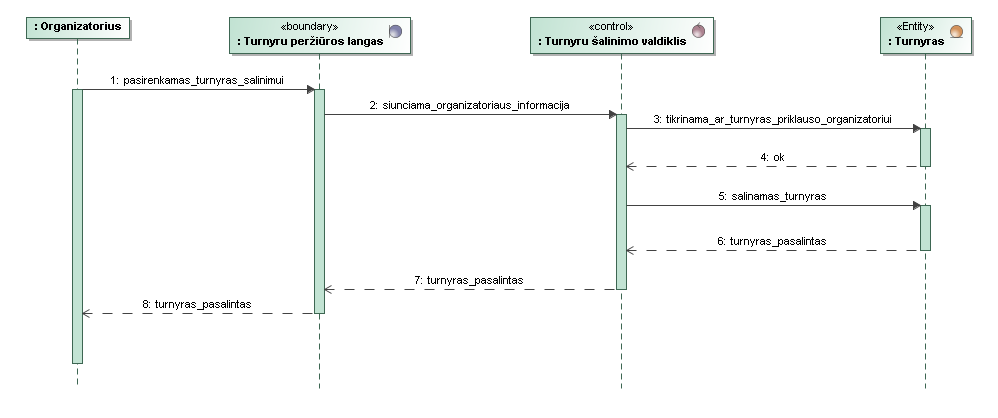 : Organizatorius
«boundary»
: Turnyru peržiūros langas
«control»
: Turnyru šalinimo valdiklis
«Entity»
: Turnyras
1: pasirenkamas_turnyras_salinimui
2: siunciama_organizatoriaus_informacija
3: tikrinama_ar_turnyras_priklauso_organizatoriui
4: ok
5: salinamas_turnyras
6: turnyras_pasalintas
7: turnyras_pasalintas
8: turnyras_pasalintas